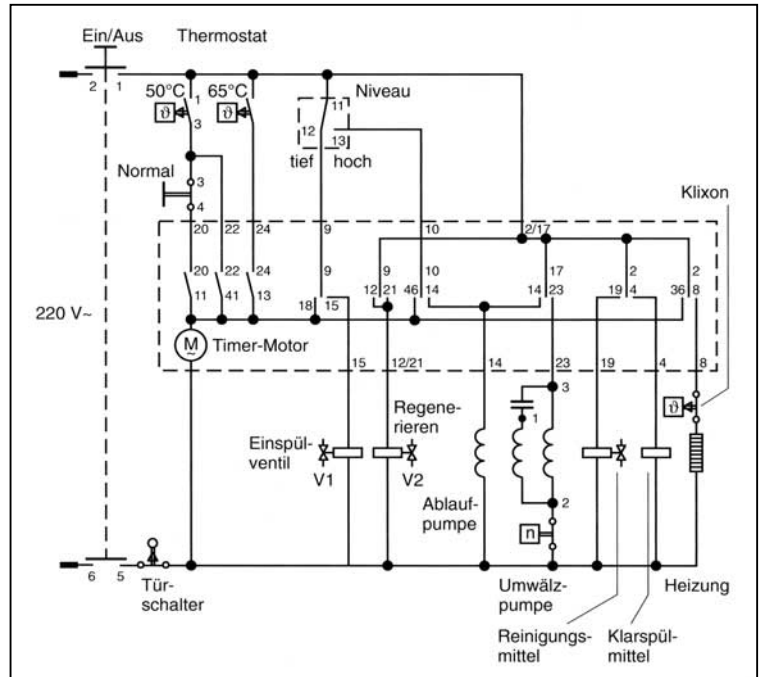 Ein/Aus Thermostat
2 1 50°C 1 65°C 11 Niveau
ϑ 3 ϑ 12 13
tief hoch
Normal 3
4
Klixon
20 22 24 9 10 2/17
20 22 24 9 9 10 17 2 2
11 41 13 18 15 12 21 46 14 14 23 19 4 36 8
220 V~
M
~ Timer-Motor
15 12/21 14 23 19 4 8
Regene-
rieren
3
1
ϑ
Einspül-
ventil
V1 V2
Ablauf-
pumpe
2
n
6 5 Tür-
schalter
Umwälz-
pumpe
Heizung
Reinigungs-
mittel
Klarspül-
mittel